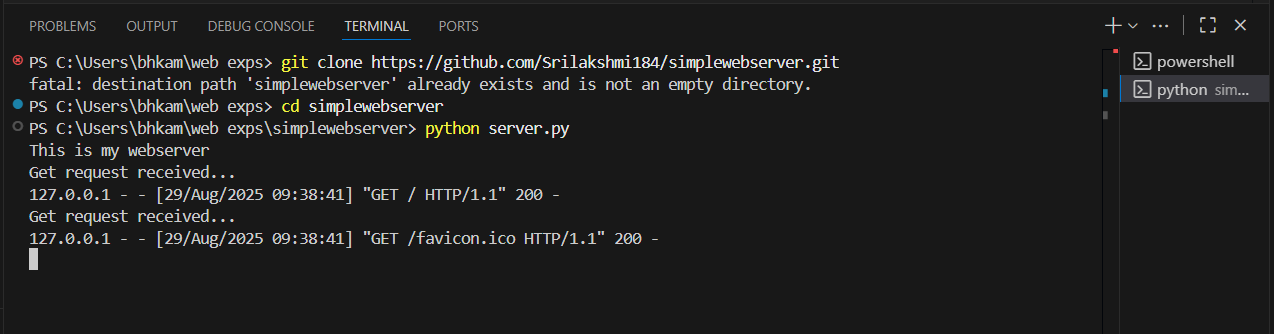 PROBLEMS OUTPUT DEBUG CONSOLE TERMINAL PORTS
PS C:\Users\bhkam\web exps> git clone https://github.com/Srilakshmi184/simplewebserver.git
fatal: destination path 'simplewebserver' already exists and is not an empty directory.
PS C:\Users\bhkam\web exps> cd simplewebserver
PS C:\Users\bhkam\web exps\simplewebserver> python server.py
This is my webserver
Get request received...
127.0.0.1 - - [29/Aug/2025 09:38:41] "GET / HTTP/1.1" 200 -
Get request received...
127.0.0.1 - - [29/Aug/2025 09:38:41] "GET /favicon.ico HTTP/1.1" 200 -
powershell
python sim...